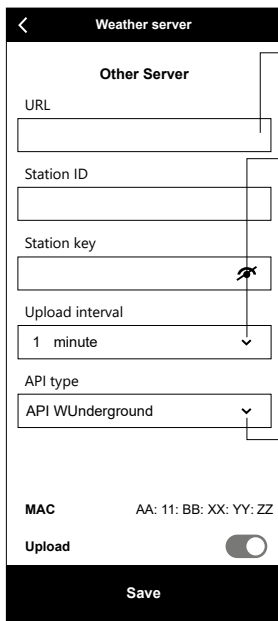 Weather server
Other Server
URL
Station ID
Station key
Upload interval
1 minute
API type
API WUnderground
MAC AA: 11: BB: XX: YY: ZZ
Upload
Save